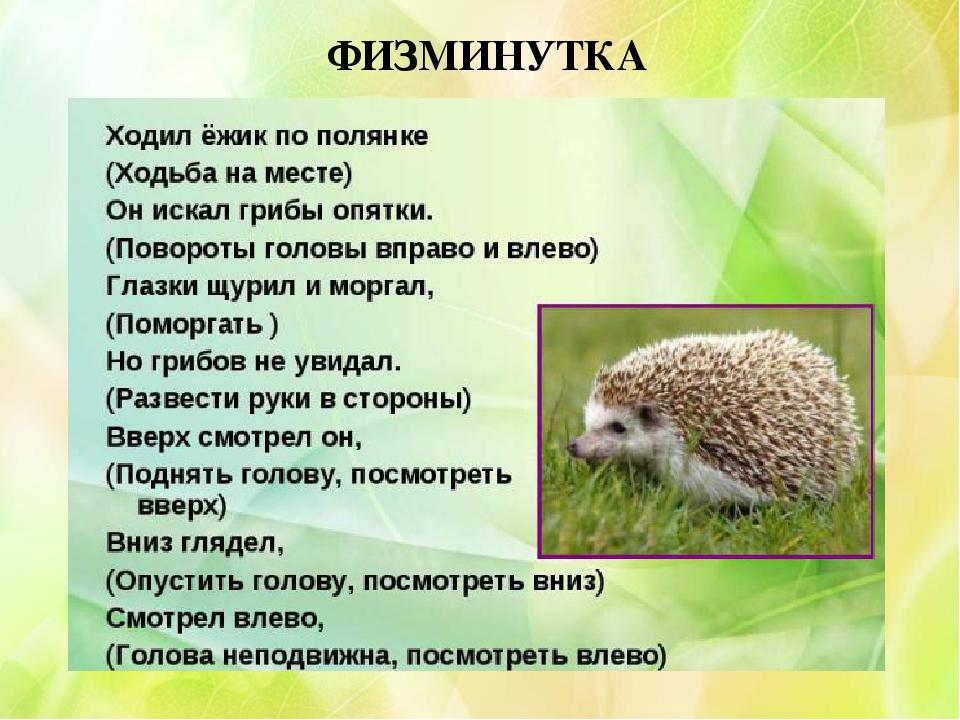 ФИЗМИНУТКА
Ходил ёжик по полянке
(Ходьба на месте)
Он искал грибы опятки.
(Повороты головы вправо и влево)
Глазки щурил и моргал,
(Поморгать )
Но грибов не увидал.
(Развести руки в стороны)
Вверх смотрел он,
(Поднять голову, посмотреть
вверх)
Вниз глядел,
(Опустить голову, посмотреть вниз)
Смотрел влево,
(Голова неподвижна, посмотреть влево)